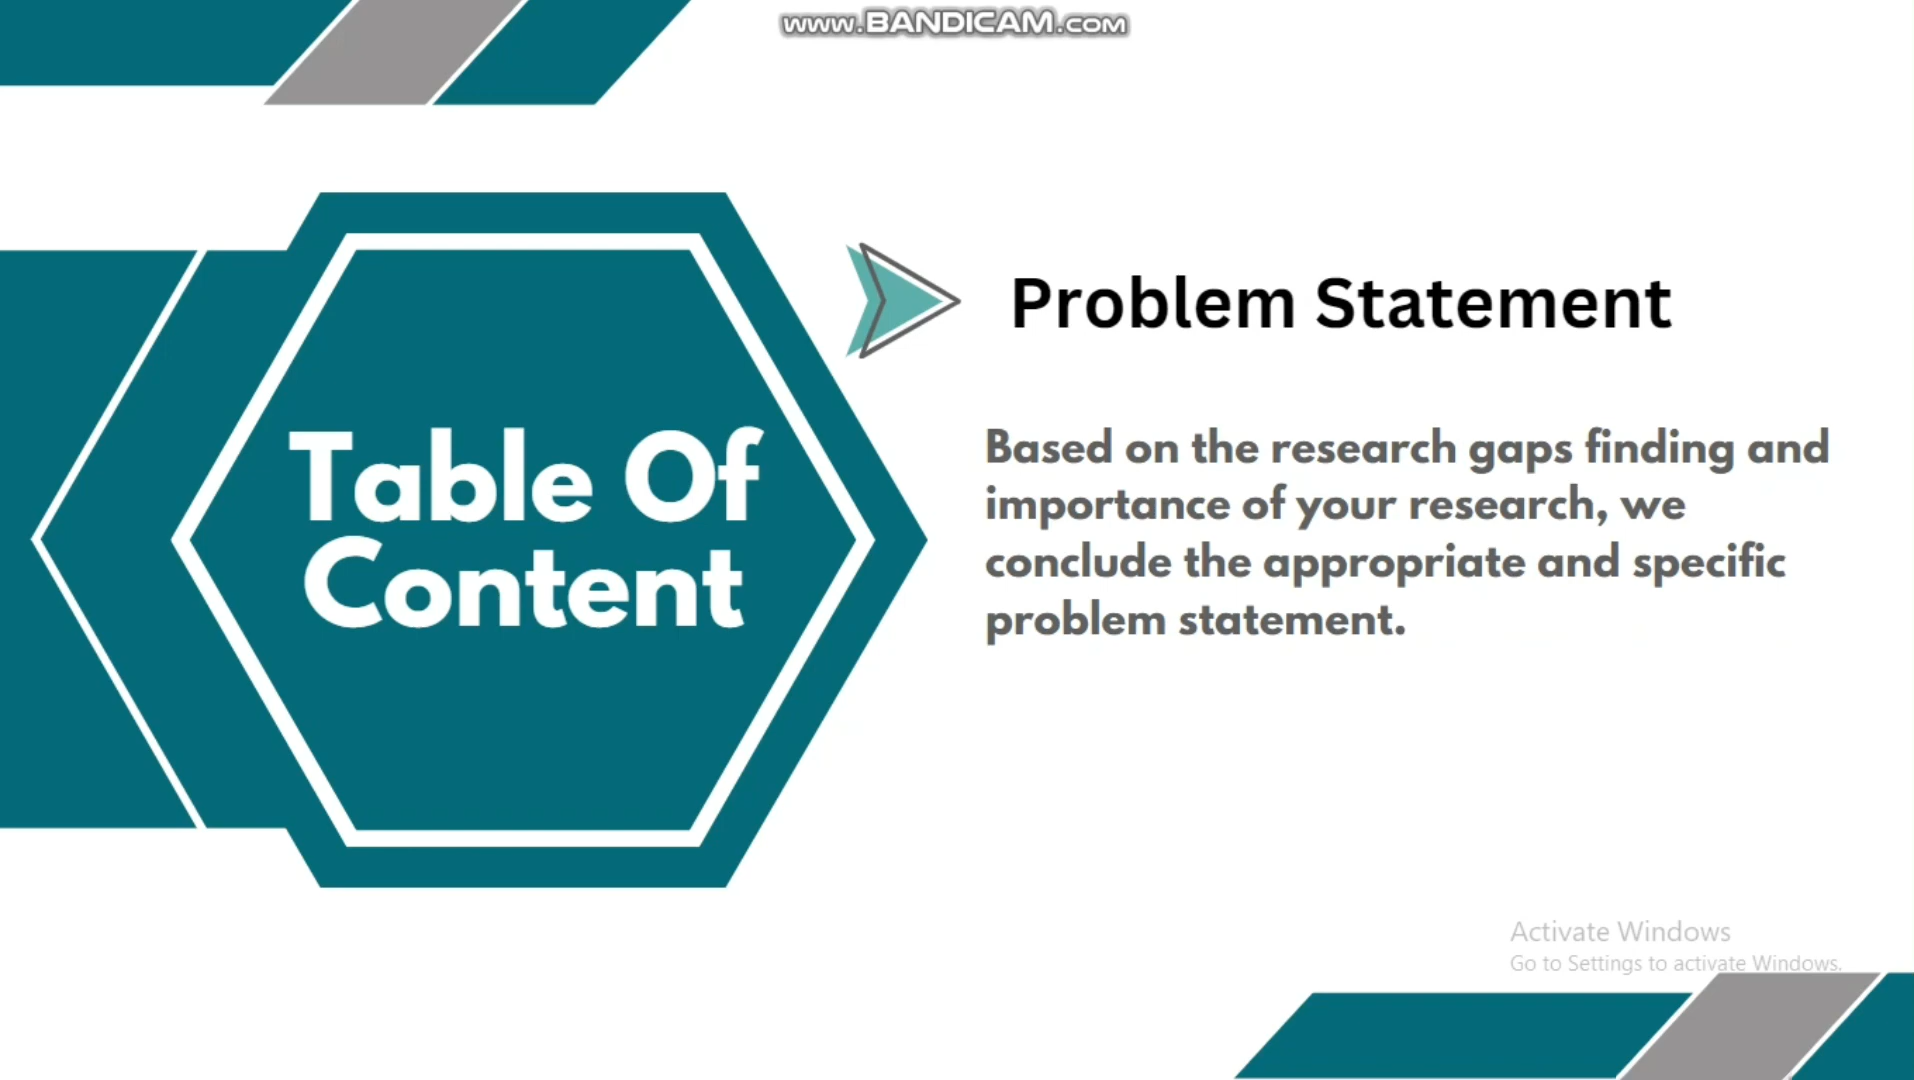 www.BANDICAM.com
Table Of
Content
Problem Statement
Based on the research gaps finding and
importance of your research, we
conclude the appropriate and specific
problem statement.
Activate Windows
Go to Settings to activate Windows.